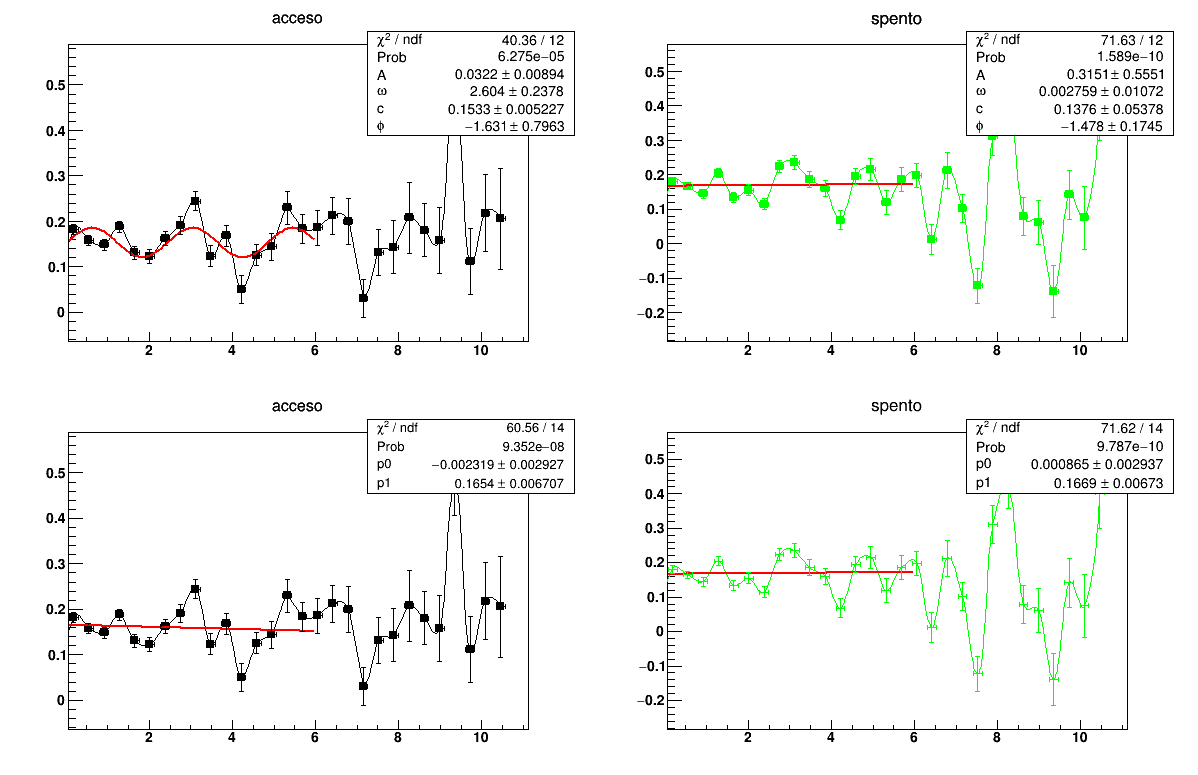 acceso
χ² / ndf 40.36 / 12
Prob 6.275e−05
A 0.0322 ± 0.00894
ω 2.604 ± 0.2378
c 0.1533 ± 0.005227
ϕ −1.631 ± 0.7963
0.5
0.4
0.3
0.2
0.1
0
2 4 6 8 10
spento
χ² / ndf 71.63 / 12
Prob 1.589e−10
A 0.3151 ± 0.5551
ω 0.002759 ± 0.01072
c 0.1376 ± 0.05378
ϕ −1.478 ± 0.1745
0.5
0.4
0.3
0.2
0.1
0
−0.1
−0.2
2 4 6 8 10
acceso
χ² / ndf 60.56 / 14
Prob 9.352e−08
p0 −0.002319 ± 0.002927
p1 0.1654 ± 0.006707
0.5
0.4
0.3
0.2
0.1
0
2 4 6 8 10
spento
χ² / ndf 71.62 / 14
Prob 9.787e−10
p0 0.000865 ± 0.002937
p1 0.1669 ± 0.00673
0.5
0.4
0.3
0.2
0.1
0
−0.1
−0.2
2 4 6 8 10